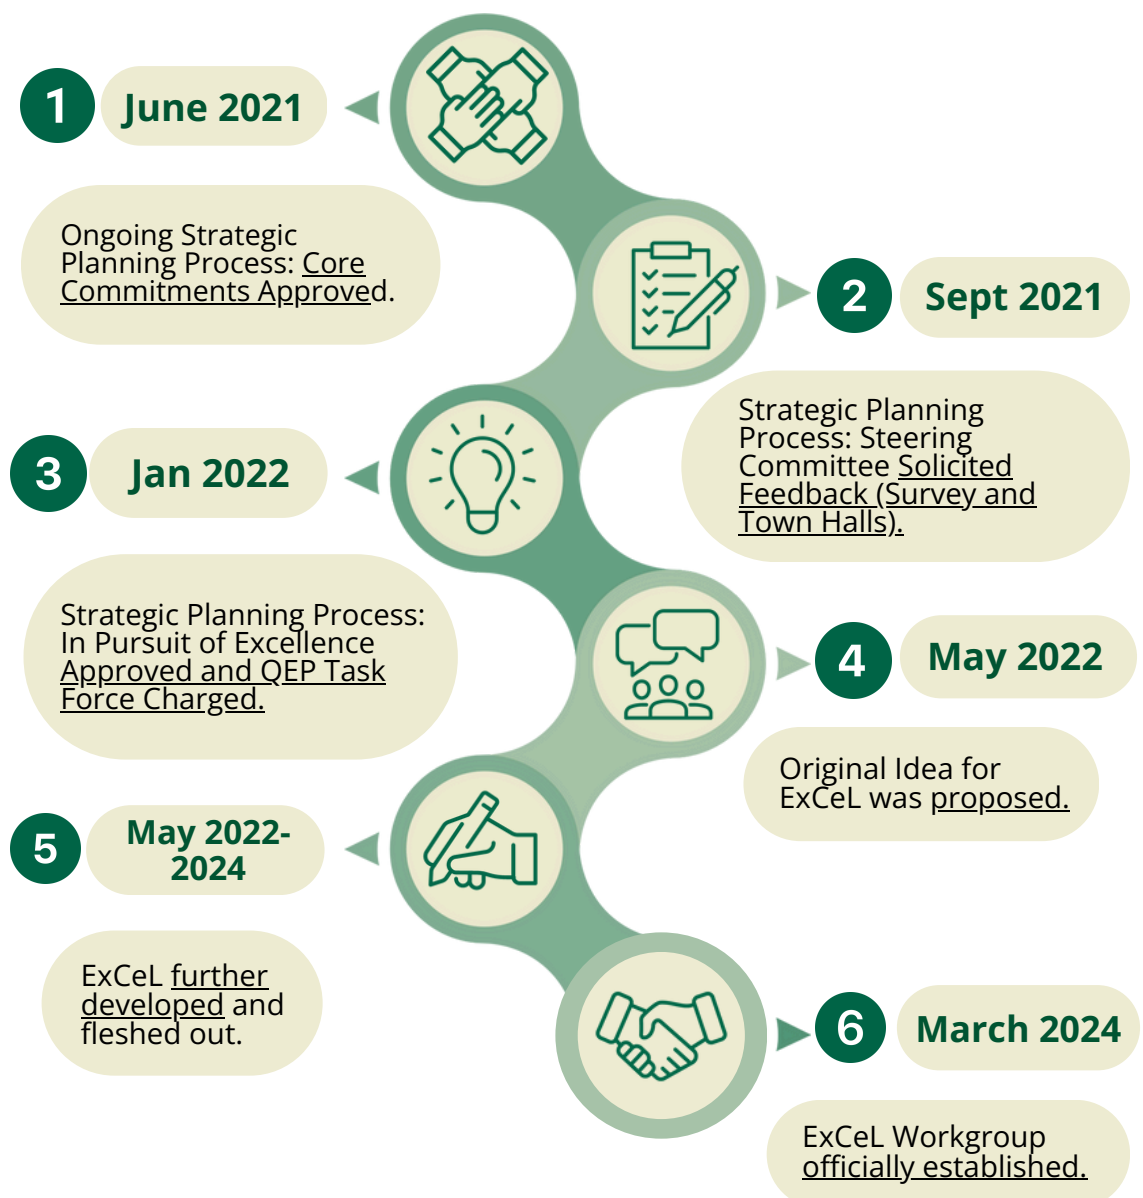 1
June 2021
Ongoing Strategic
Planning Process: Core
Commitments Approved.
2
Sept 2021
Strategic Planning
Process: Steering
Committee Solicited
Feedback (Survey and
Town Halls).
3
Jan 2022
Strategic Planning Process:
In Pursuit of Excellence
Approved and QEP Task
Force Charged.
4
May 2022
Original Idea for
ExCeL was proposed.
5
May 2022-
2024
ExCeL further
developed and
fleshed out.
6
March 2024
ExCeL Workgroup
officially established.